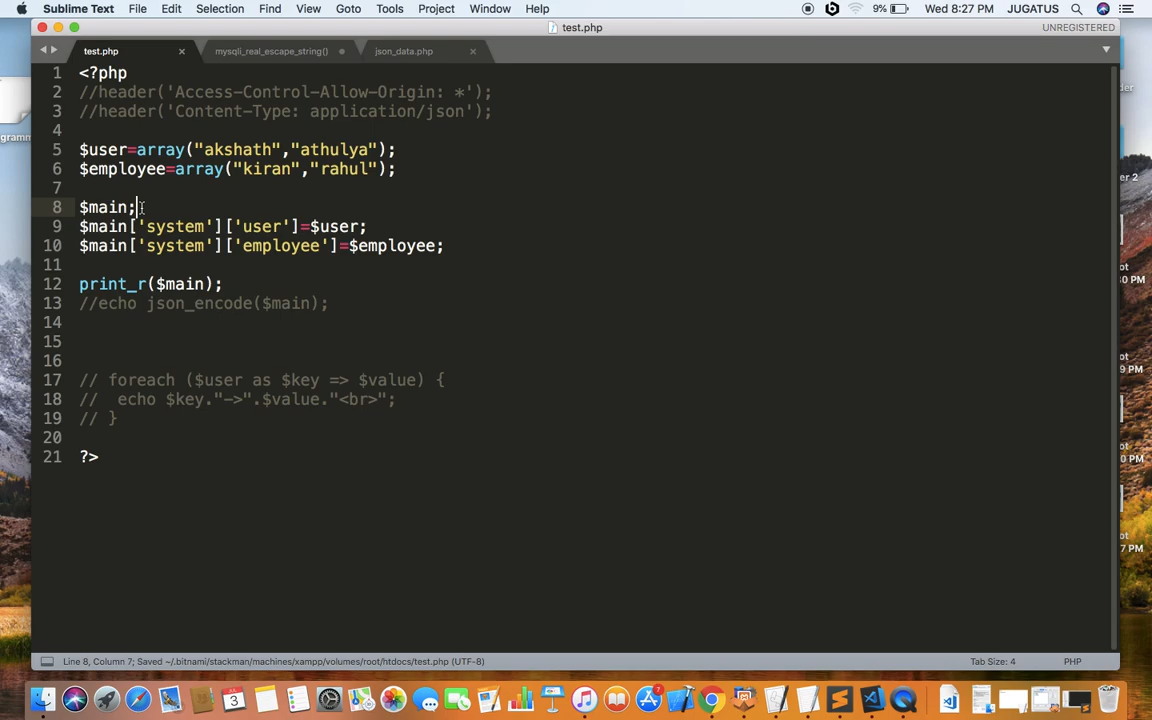 Sublime Text File Edit Selection Find View Goto Tools Project Window Help 9% Wed 8:27 PM JUGATUS
test.php UNREGISTERED
test.php mysqli_real_escape_string() json_data.php
1 <?php
2 //header('Access-Control-Allow-Origin: *');
3 //header('Content-Type: application/json');
4
5 $user=array("akshath","athulya");
6 $employee=array("kiran","rahul");
7
8 $main;
9 $main['system']['user']=$user;
10 $main['system']['employee']=$employee;
11
12 print_r($main);
13 //echo json_encode($main);
14
15
16
17 // foreach ($user as $key => $value) {
18 //  echo $key."->".$value."<br>";
19 // }
20
21 ?>
Line 8, Column 7; Saved ~/.bitnami/stackman/machines/xampp/volumes/root/htdocs/test.php (UTF-8) Tab Size: 4 PHP